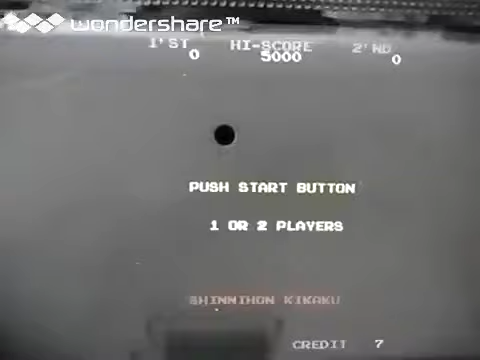 wondershare™
1'ST HI-SCORE 2'ND
0 5000 0
PUSH START BUTTON
1 OR 2 PLAYERS
SHINNIHON KIKAKU
CREDIT 7